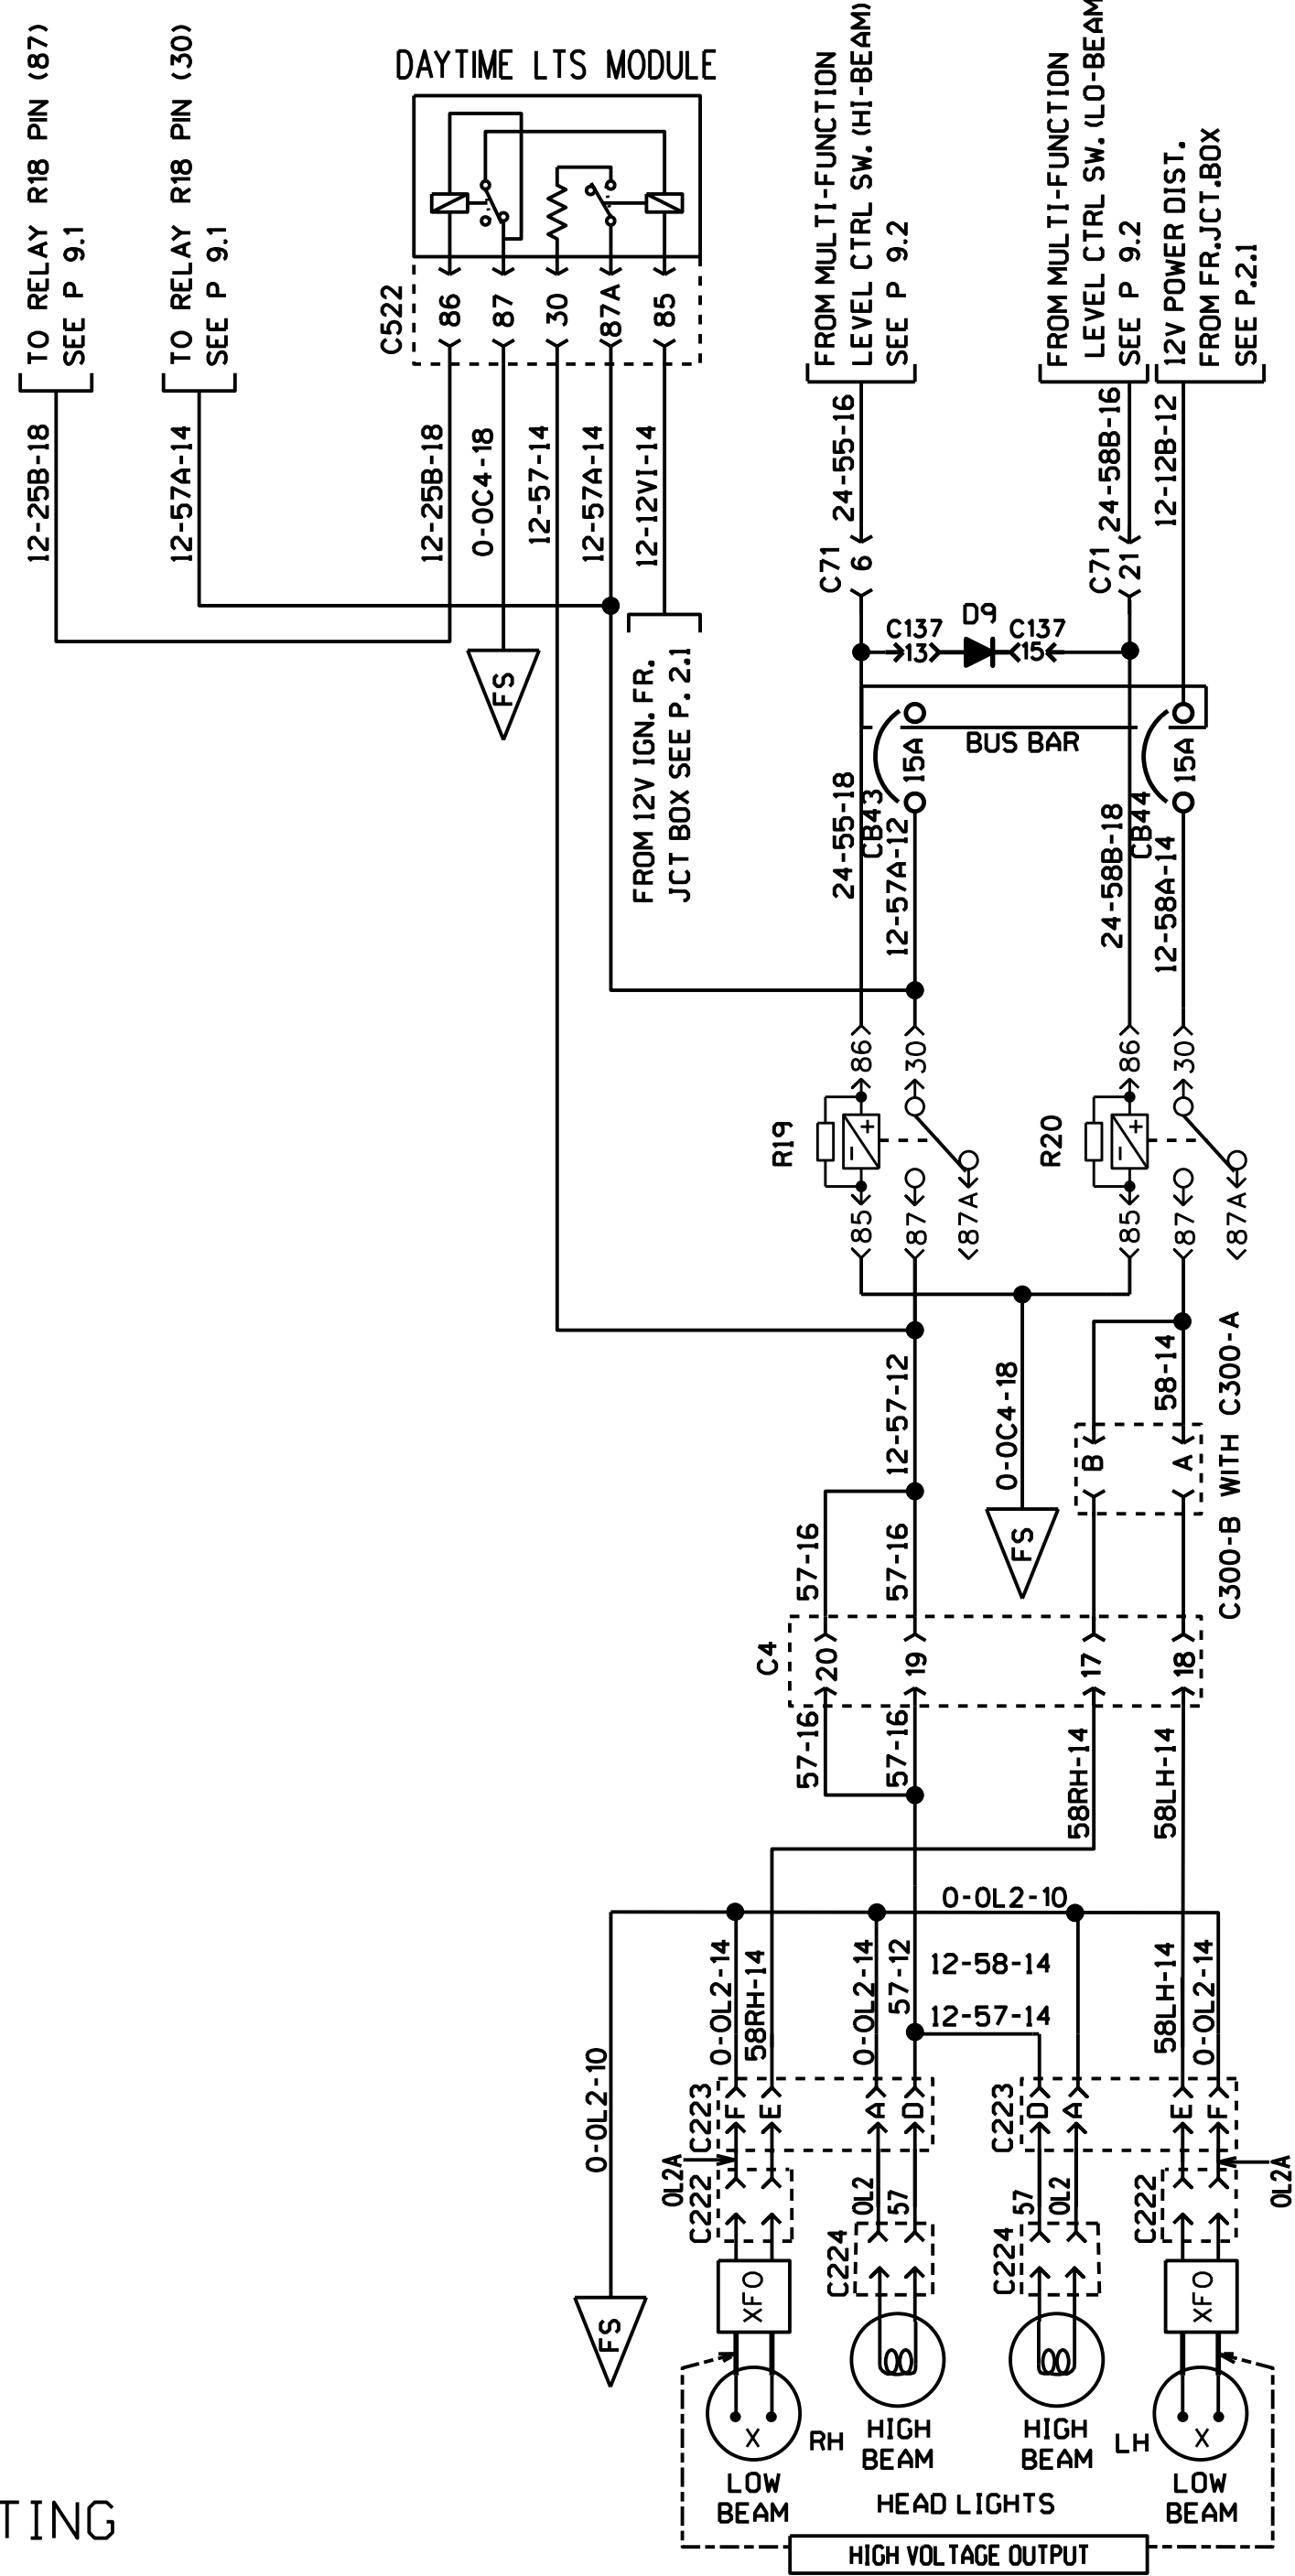 TO RELAY R18 PIN (87)
SEE P 9.1
TO RELAY R18 PIN (30)
SEE P 9.1
DAYTIME LTS MODULE
FROM MULTI-FUNCTION
LEVEL CTRL SW. (HI-BEAM)
SEE P 9.2
FROM MULTI-FUNCTION
LEVEL CTRL SW. (LO-BEAM
SEE P 9.2
12V POWER DIST.
FROM FR.JCT.BOX
SEE P.2.1
C522
86
87
30
87A
85
12-25B-18
12-57A-14
12-25B-18
0-0C4-18
12-57-14
12-57A-14
12-12VI-14
24-55-16
24-58B-16
12-12B-12
C71
6
C71
21
D9
C137
13
C137
15
FS
FROM 12V IGN. FR.
JCT BOX SEE P. 2.1
BUS BAR
15A
15A
24-55-18
CB43
12-57A-12
24-58B-18
CB44
12-58A-14
86
30
86
30
R19
+
-
R20
+
-
85
87
87A
85
87
87A
12-57-12
0-0C4-18
58-14
C300-B WITH C300-A
B
A
57-16
57-16
FS
C4
20
19
17
18
57-16
57-16
58RH-14
58LH-14
0-0L2-10
0-0L2-14
58RH-14
0-0L2-14
57-12
12-58-14
12-57-14
58LH-14
0-0L2-14
0-0L2-10
C223
F
E
A
D
C223
D
A
E
F
0L2A
C222
0L2
57
57
0L2
C222
0L2A
C224
C224
XFO
XFO
FS
X
RH
HIGH
BEAM
HIGH
BEAM
LH
X
LOW
BEAM
HEAD LIGHTS
LOW
BEAM
TING
HIGH VOLTAGE OUTPUT